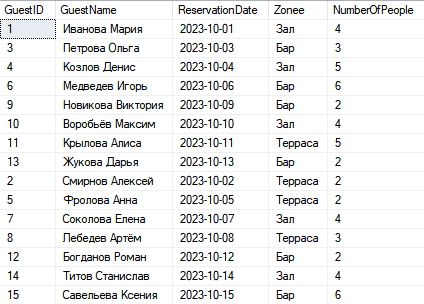 GuestID GuestName ReservationDate Zonee NumberOfPeople
1 Иванова Мария 2023-10-01 Зал 4
3 Петрова Ольга 2023-10-03 Бар 3
4 Козлов Денис 2023-10-04 Зал 5
6 Медведев Игорь 2023-10-06 Бар 6
9 Новикова Виктория 2023-10-09 Бар 2
10 Воробьёв Максим 2023-10-10 Зал 4
11 Крылова Алиса 2023-10-11 Терраса 5
13 Жукова Дарья 2023-10-13 Бар 2
2 Смирнов Алексей 2023-10-02 Терраса 2
5 Фролова Анна 2023-10-05 Терраса 2
7 Соколова Елена 2023-10-07 Зал 4
8 Лебедев Артём 2023-10-08 Терраса 3
12 Богданов Роман 2023-10-12 Бар 2
14 Титов Станислав 2023-10-14 Зал 4
15 Савельева Ксения 2023-10-15 Бар 6